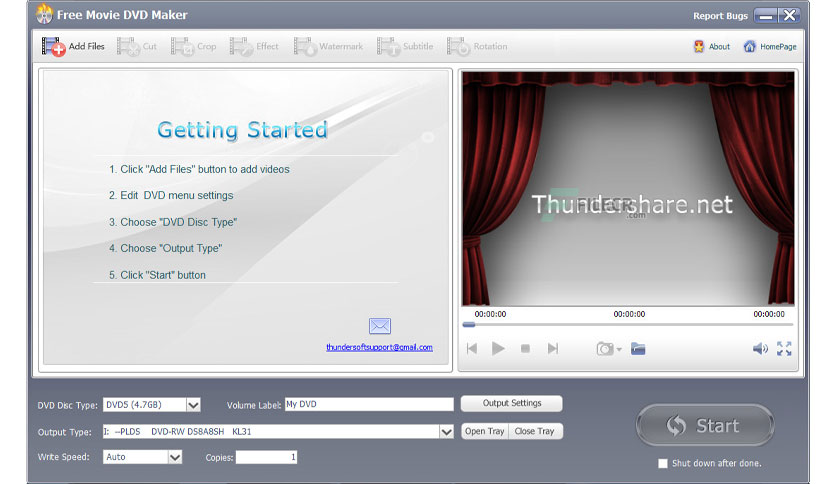 Free Movie DVD Maker
Report Bugs
Add Files Cut Crop Effect Watermark Subtitle Rotation
About HomePage
Getting Started
1. Click "Add Files" button to add videos
2. Edit DVD menu settings
3. Choose "DVD Disc Type"
4. Choose "Output Type"
5. Click "Start" button
thundersoftsupport@gmail.com
Thundershare.net
FILECR
.com
00:00:00 00:00:00 00:00:00
DVD Disc Type: DVD5 (4.7GB) Volume Label: My DVD Output Settings
Output Type: I: --PLDS DVD-RW DS8A8SH KL31 Open Tray Close Tray
Write Speed: Auto Copies: 1
Start
Shut down after done.